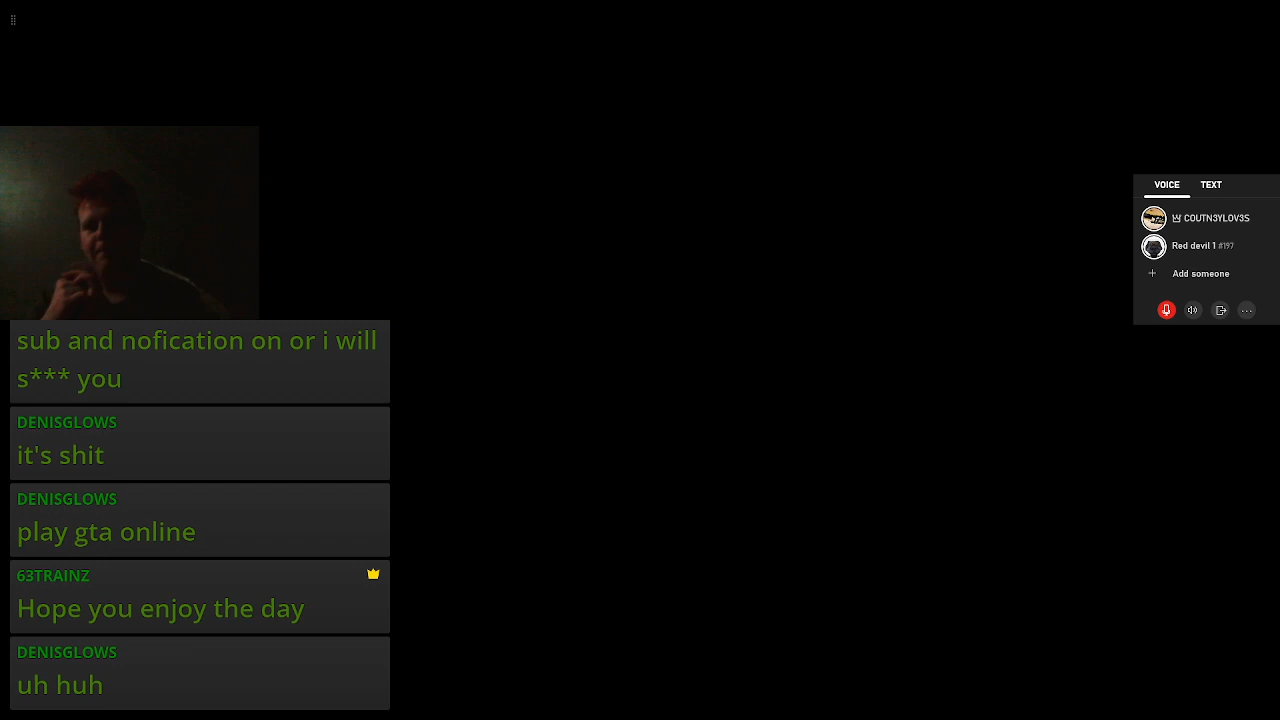 sub and nofication on or i will
s*** you
DENISGLOWS
it's shit
DENISGLOWS
play gta online
63TRAINZ
Hope you enjoy the day
DENISGLOWS
uh huh
VOICE TEXT
COUTN3YLOV3S
Red devil 1 #197
Add someone